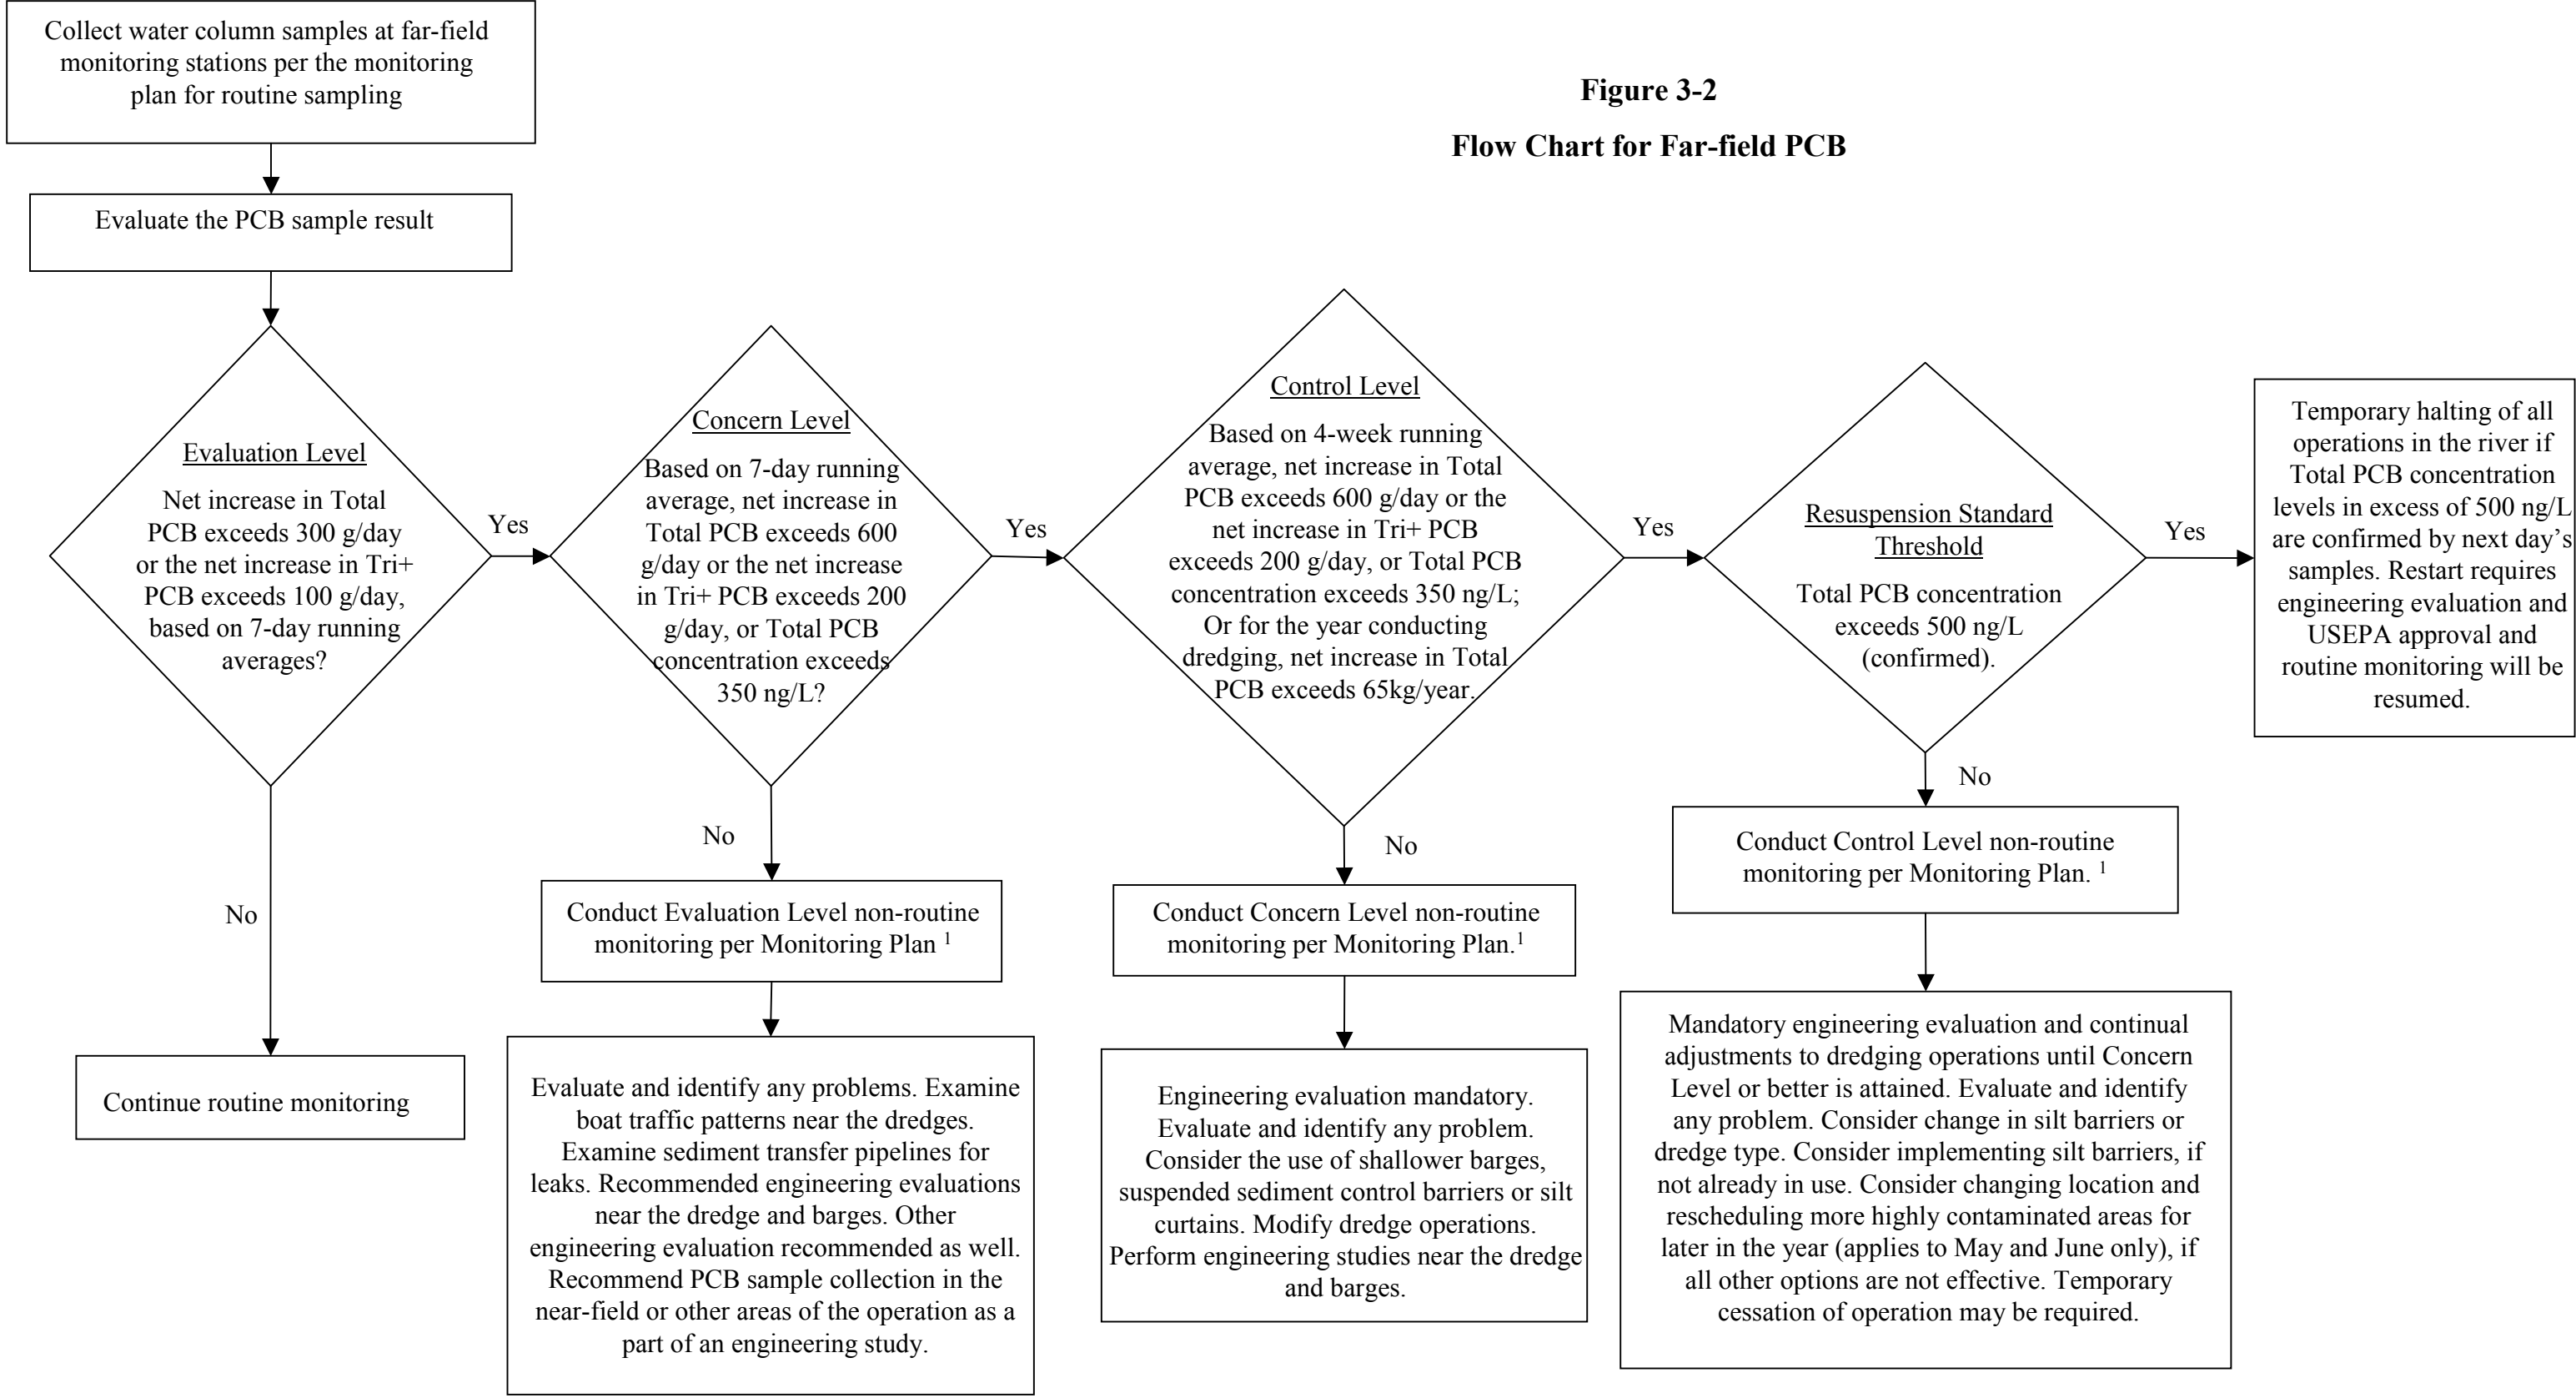 Collect water column samples at far-field
monitoring stations per the monitoring
plan for routine sampling
Figure 3-2
Flow Chart for Far-field PCB
Evaluate the PCB sample result
Evaluation Level
Net increase in Total
PCB exceeds 300 g/day
or the net increase in Tri+
PCB exceeds 100 g/day,
based on 7-day running
averages?
Yes
No
Continue routine monitoring
Concern Level
Based on 7-day running
average, net increase in
Total PCB exceeds 600
g/day or the net increase
in Tri+ PCB exceeds 200
g/day, or Total PCB
concentration exceeds
350 ng/L?
Yes
No
Conduct Evaluation Level non-routine
monitoring per Monitoring Plan 1
Evaluate and identify any problems. Examine
boat traffic patterns near the dredges.
Examine sediment transfer pipelines for
leaks. Recommended engineering evaluations
near the dredge and barges. Other
engineering evaluation recommended as well.
Recommend PCB sample collection in the
near-field or other areas of the operation as a
part of an engineering study.
Control Level
Based on 4-week running
average, net increase in Total
PCB exceeds 600 g/day or the
net increase in Tri+ PCB
exceeds 200 g/day, or Total PCB
concentration exceeds 350 ng/L;
Or for the year conducting
dredging, net increase in Total
PCB exceeds 65kg/year.
Yes
No
Conduct Concern Level non-routine
monitoring per Monitoring Plan.1
Engineering evaluation mandatory.
Evaluate and identify any problem.
Consider the use of shallower barges,
suspended sediment control barriers or silt
curtains. Modify dredge operations.
Perform engineering studies near the dredge
and barges.
Resuspension Standard
Threshold
Total PCB concentration
exceeds 500 ng/L
(confirmed).
Yes
No
Conduct Control Level non-routine
monitoring per Monitoring Plan. 1
Mandatory engineering evaluation and continual
adjustments to dredging operations until Concern
Level or better is attained. Evaluate and identify
any problem. Consider change in silt barriers or
dredge type. Consider implementing silt barriers, if
not already in use. Consider changing location and
rescheduling more highly contaminated areas for
later in the year (applies to May and June only), if
all other options are not effective. Temporary
cessation of operation may be required.
Temporary halting of all
operations in the river if
Total PCB concentration
levels in excess of 500 ng/L
are confirmed by next day’s
samples. Restart requires
engineering evaluation and
USEPA approval and
routine monitoring will be
resumed.